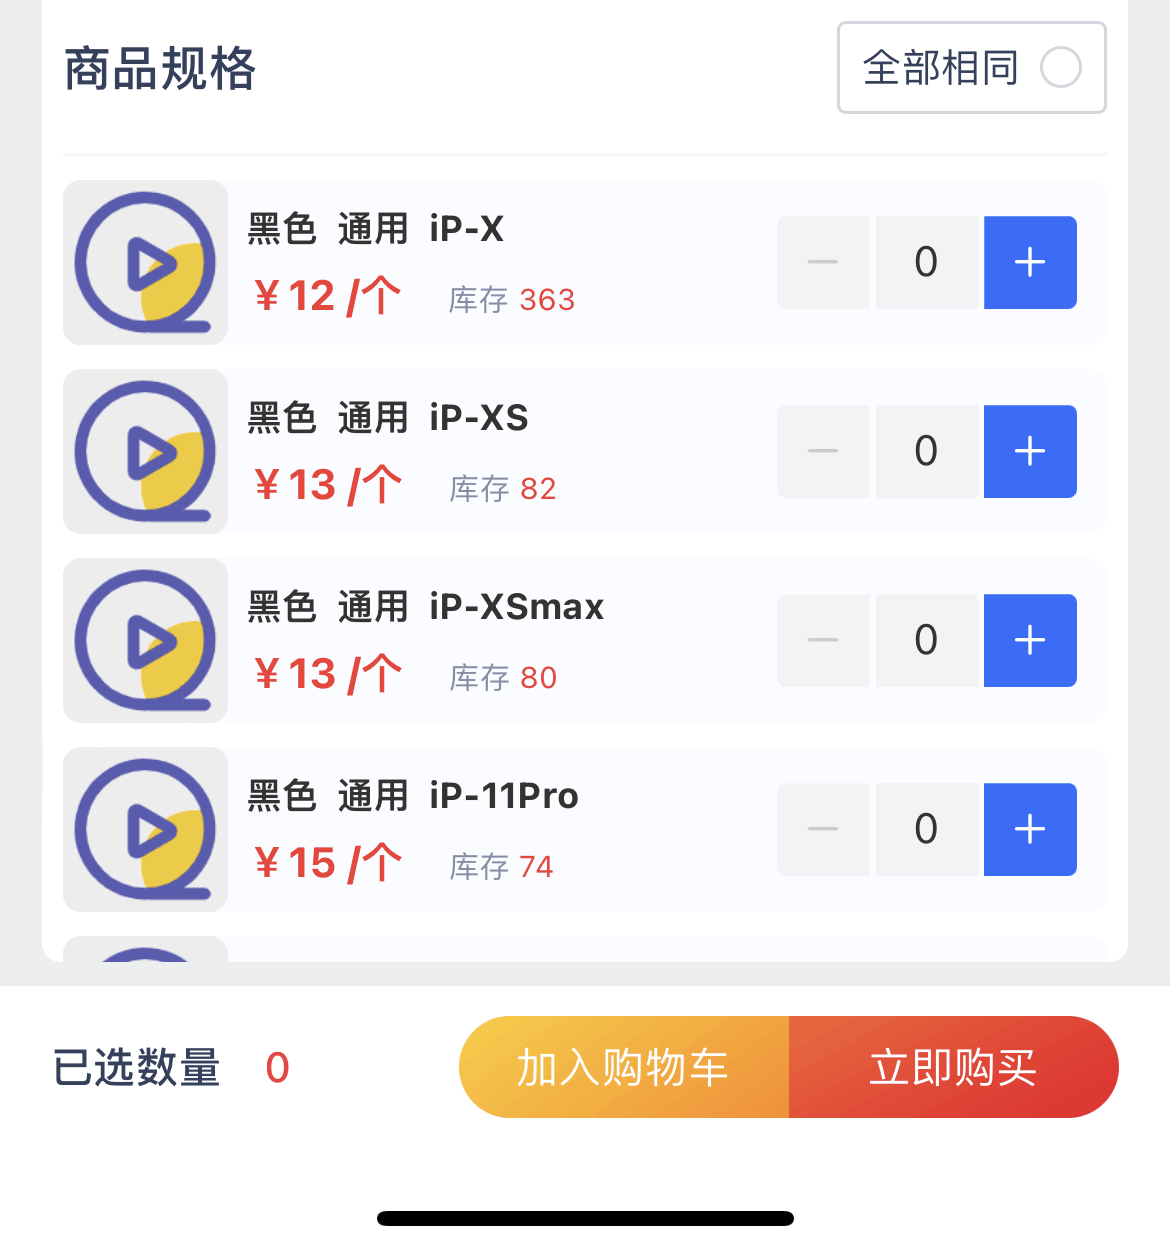 商品规格
全部相同
黑色 通用 iP-X
¥12/个 库存 363
0
黑色 通用 iP-XS
¥13/个 库存 82
0
黑色 通用 iP-XSmax
¥13/个 库存 80
0
黑色 通用 iP-11Pro
¥15/个 库存 74
0
已选数量 0
加入购物车
立即购买